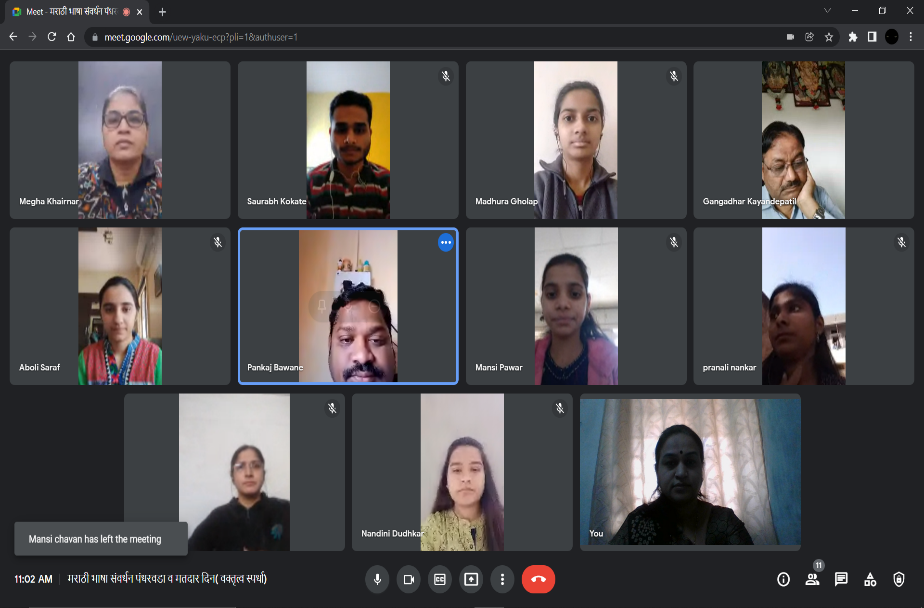 Meet - मराठी भाषा संवर्धन पंधर
meet.google.com/uew-yaku-ecp?pli=1&authuser=1
Megha Khairnar
Saurabh Kokate
Madhura Gholap
Gangadhar Kayandepatil
Aboli Saraf
Pankaj Bawane
Mansi Pawar
pranali nankar
Nandini Dudhkar
You
Mansi chavan has left the meeting
11:02 AM | मराठी भाषा संवर्धन पंधरवडा व मतदार दिन( वक्तृत्व स्पर्धा)
11